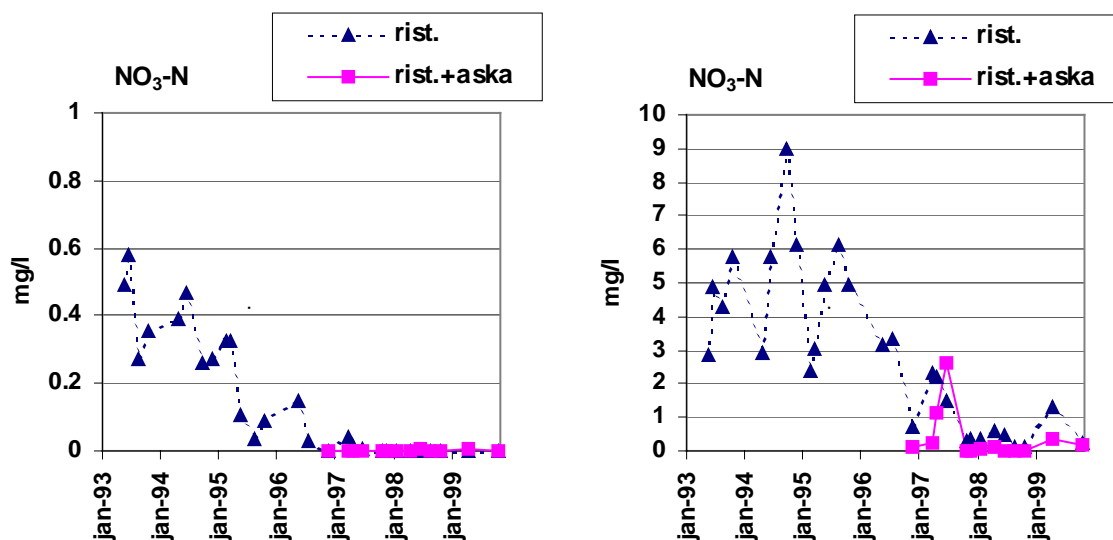 rist.
rist.+aska
NO₃-N
1
0.8
0.6
0.4
0.2
0
mg/l
jan-93
jan-94
jan-95
jan-96
jan-97
jan-98
jan-99
rist.
rist.+aska
NO₃-N
10
9
8
7
6
5
4
3
2
1
0
mg/l
jan-93
jan-94
jan-95
jan-96
jan-97
jan-98
jan-99